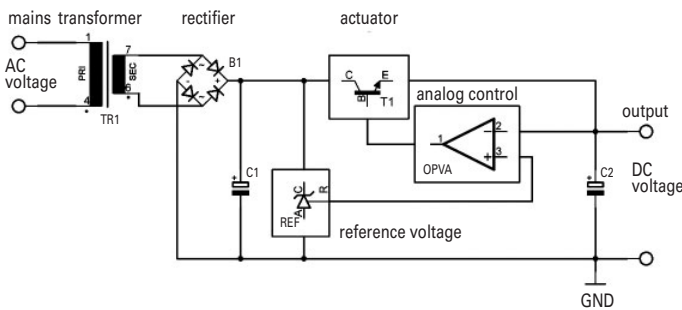 mains transformer
rectifier
actuator
AC
voltage
1
PRI
4
TR1
7
SEC
6
~
~
-
+
B1
C
E
B
T1
analog control
1
2
3
-
+
OPVA
output
DC
voltage
+
C1
C
A
R
REF
reference voltage
+
C2
GND